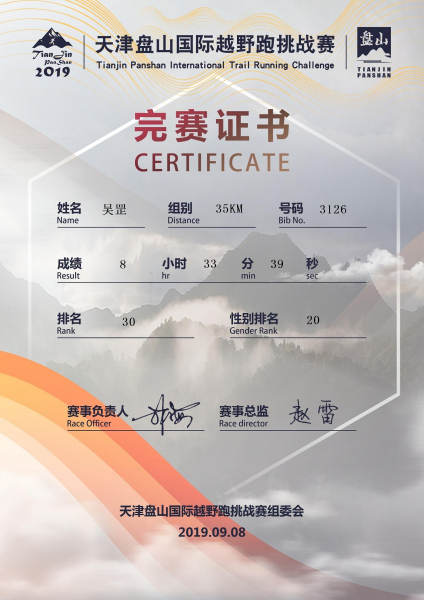 TianJin
PanShan
2019
天津盘山国际越野跑挑战赛
Tianjin Panshan International Trail Running Challenge
盘山
TIANJIN
PANSHAN
完赛证书
CERTIFICATE
姓名 吴罡 组别 35KM 号码 3126
Name Distance Bib No.
成绩 8 小时 33 分 39 秒
Result hr min sec
排名 30 性别排名 20
Rank Gender Rank
赛事负责人 赛事总监 赵雷
Race Officer Race director
天津盘山国际越野跑挑战赛组委会
2019.09.08